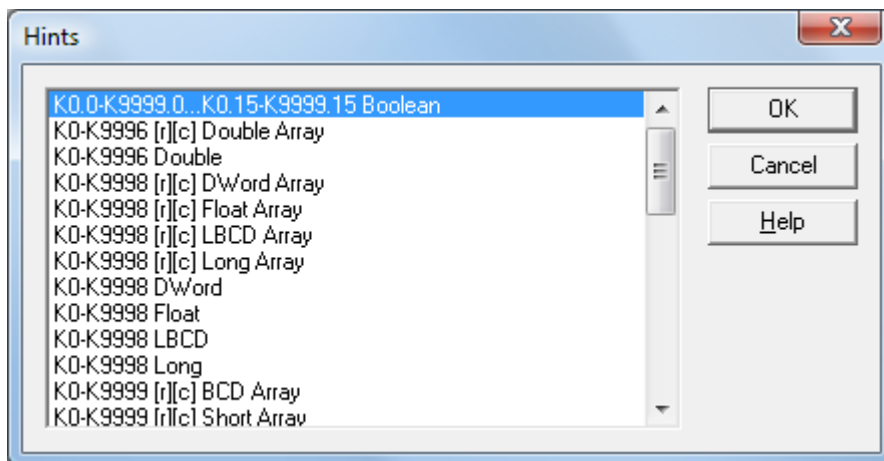 Hints
K0.0-K9999.0...K0.15-K9999.15 Boolean
K0-K9996 [r][c] Double Array
K0-K9996 Double
K0-K9998 [r][c] DWord Array
K0-K9998 [r][c] Float Array
K0-K9998 [r][c] LBCD Array
K0-K9998 [r][c] Long Array
K0-K9998 DWord
K0-K9998 Float
K0-K9998 LBCD
K0-K9998 Long
K0-K9999 [r][c] BCD Array
K0-K9999 [r][c] Short Array
OK
Cancel
Help